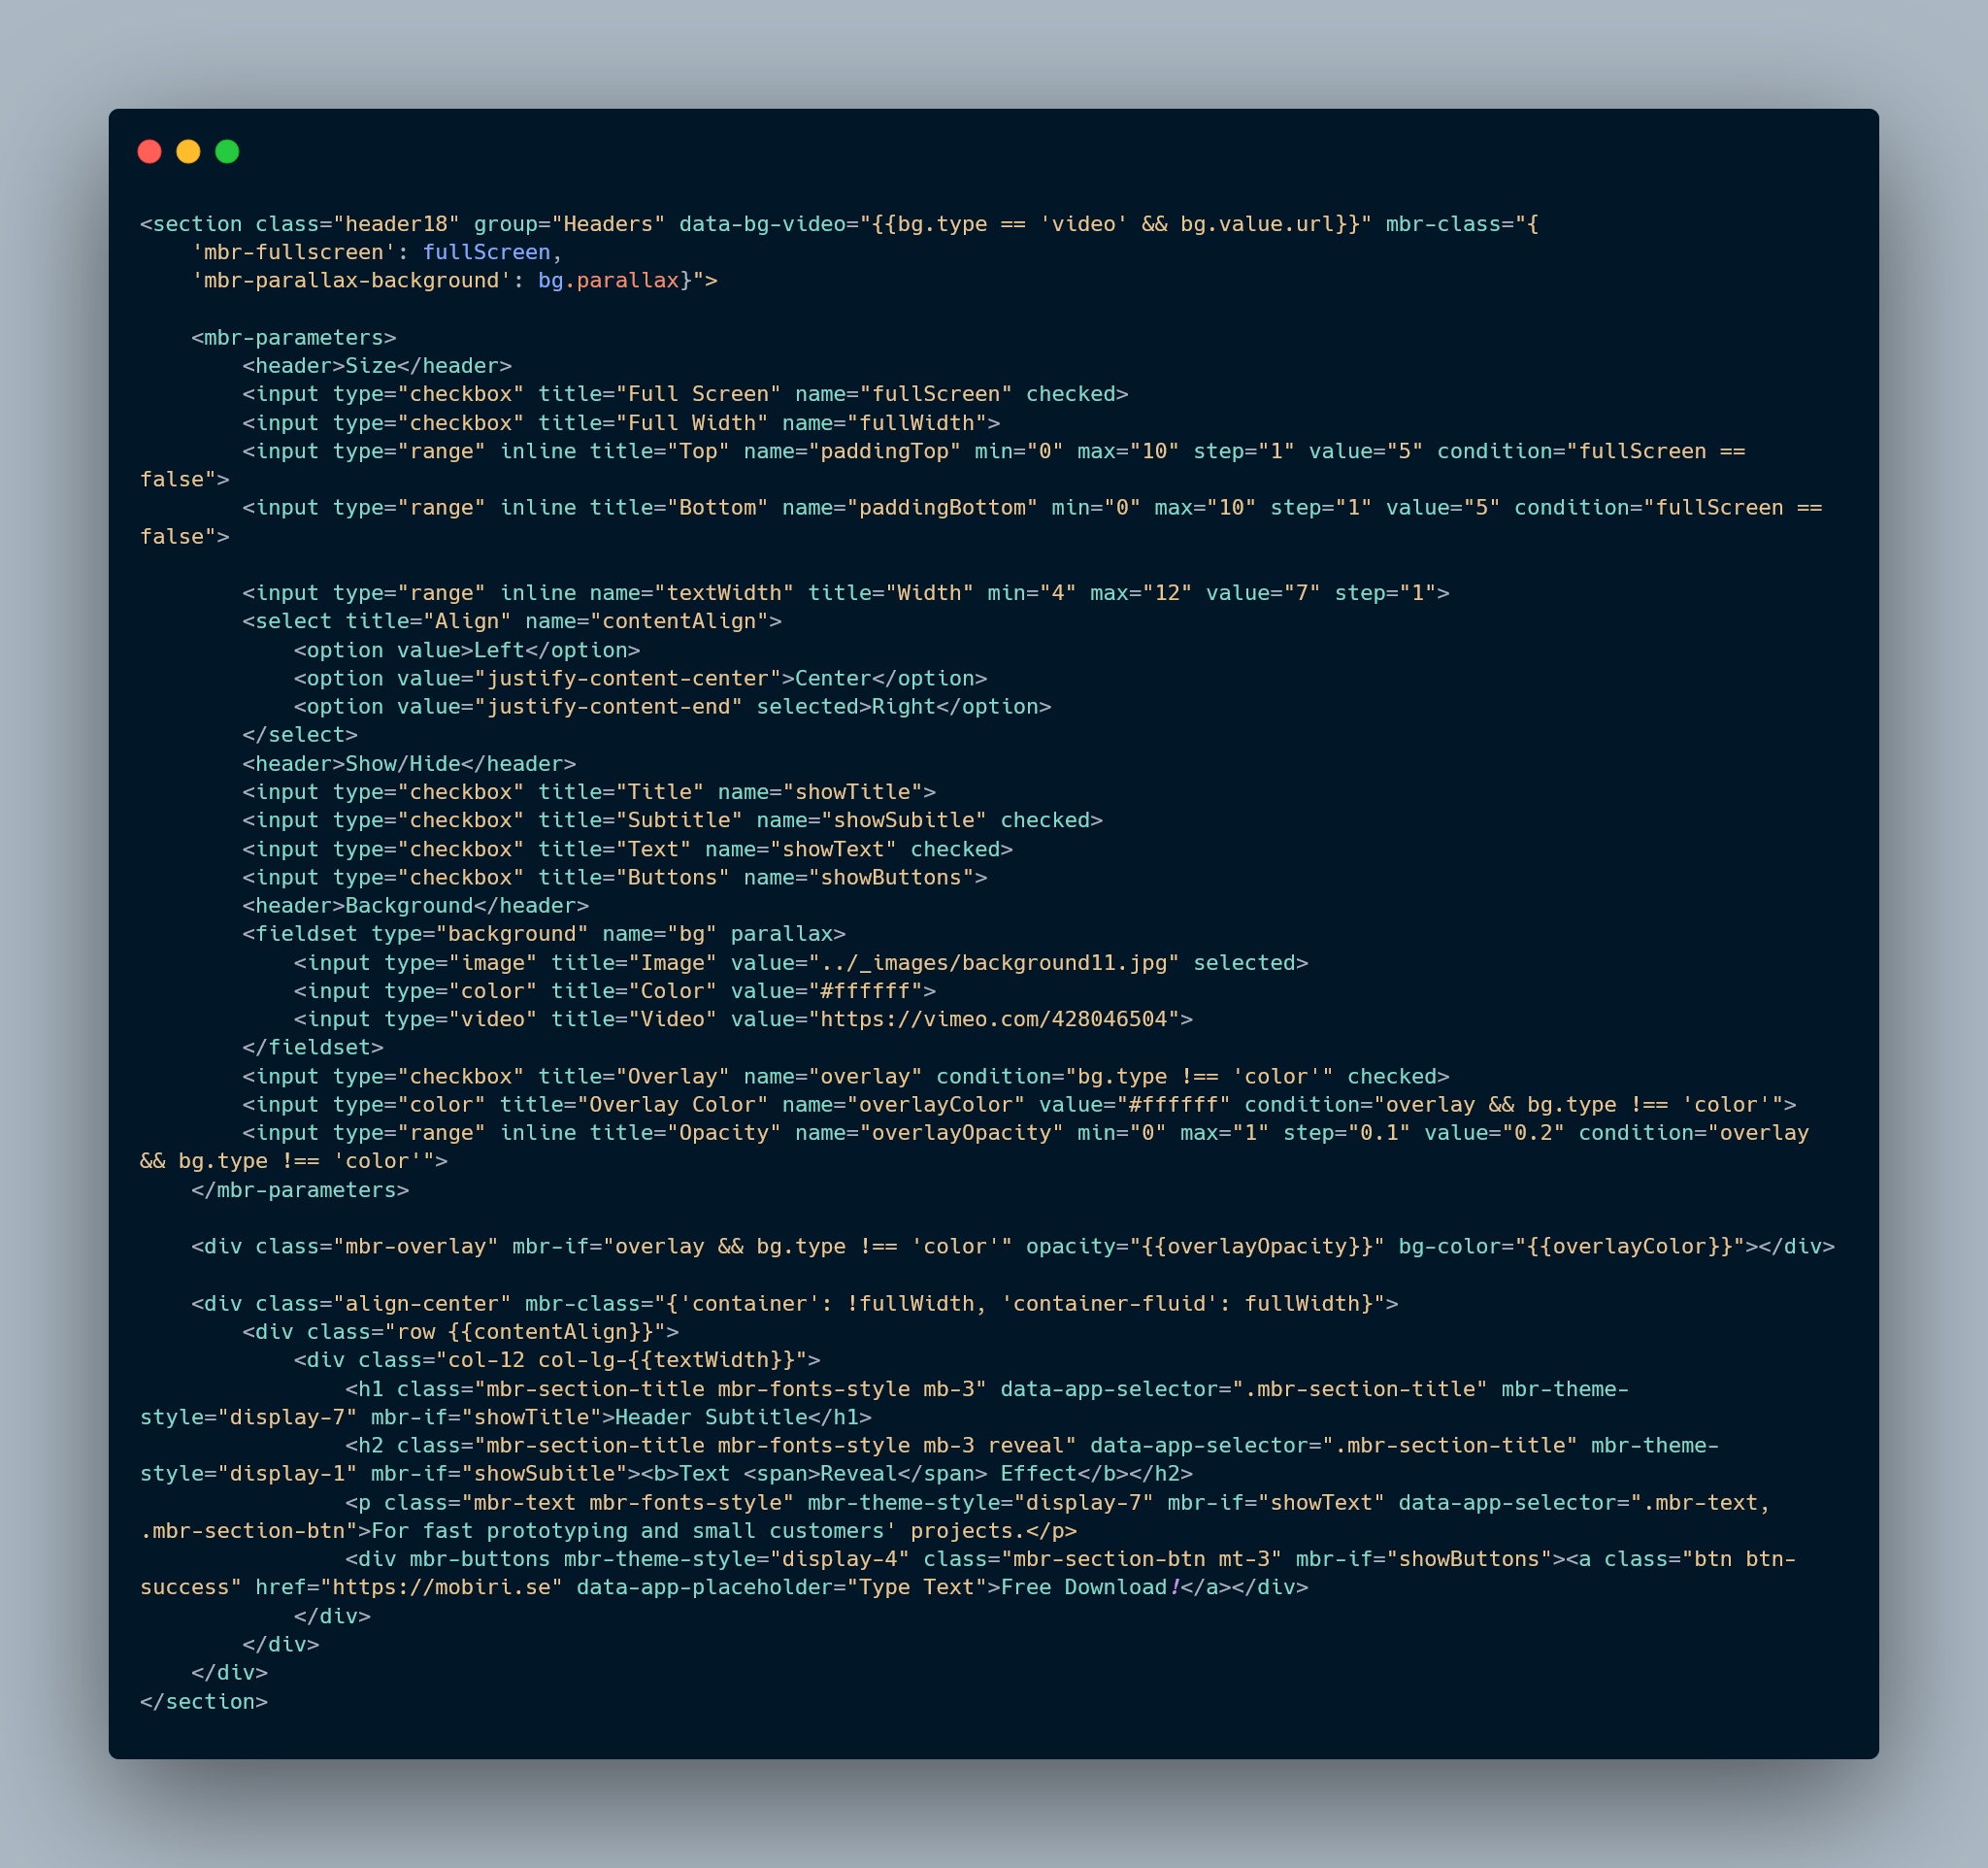 <section class="header18" group="Headers" data-bg-video="{{bg.type == 'video' && bg.value.url}}" mbr-class="{
    'mbr-fullscreen': fullScreen,
    'mbr-parallax-background': bg.parallax}">

    <mbr-parameters>
        <header>Size</header>
        <input type="checkbox" title="Full Screen" name="fullScreen" checked>
        <input type="checkbox" title="Full Width" name="fullWidth">
        <input type="range" inline title="Top" name="paddingTop" min="0" max="10" step="1" value="5" condition="fullScreen ==
false">
        <input type="range" inline title="Bottom" name="paddingBottom" min="0" max="10" step="1" value="5" condition="fullScreen ==
false">

        <input type="range" inline name="textWidth" title="Width" min="4" max="12" value="7" step="1">
        <select title="Align" name="contentAlign">
            <option value>Left</option>
            <option value="justify-content-center">Center</option>
            <option value="justify-content-end" selected>Right</option>
        </select>
        <header>Show/Hide</header>
        <input type="checkbox" title="Title" name="showTitle">
        <input type="checkbox" title="Subtitle" name="showSubitle" checked>
        <input type="checkbox" title="Text" name="showText" checked>
        <input type="checkbox" title="Buttons" name="showButtons">
        <header>Background</header>
        <fieldset type="background" name="bg" parallax>
            <input type="image" title="Image" value="../_images/background11.jpg" selected>
            <input type="color" title="Color" value="#ffffff">
            <input type="video" title="Video" value="https://vimeo.com/428046504">
        </fieldset>
        <input type="checkbox" title="Overlay" name="overlay" condition="bg.type !== 'color'" checked>
        <input type="color" title="Overlay Color" name="overlayColor" value="#ffffff" condition="overlay && bg.type !== 'color'">
        <input type="range" inline title="Opacity" name="overlayOpacity" min="0" max="1" step="0.1" value="0.2" condition="overlay
&& bg.type !== 'color'">
    </mbr-parameters>

    <div class="mbr-overlay" mbr-if="overlay && bg.type !== 'color'" opacity="{{overlayOpacity}}" bg-color="{{overlayColor}}"></div>

    <div class="align-center" mbr-class="{'container': !fullWidth, 'container-fluid': fullWidth}">
        <div class="row {{contentAlign}}">
            <div class="col-12 col-lg-{{textWidth}}">
                <h1 class="mbr-section-title mbr-fonts-style mb-3" data-app-selector=".mbr-section-title" mbr-theme-
style="display-7" mbr-if="showTitle">Header Subtitle</h1>
                <h2 class="mbr-section-title mbr-fonts-style mb-3 reveal" data-app-selector=".mbr-section-title" mbr-theme-
style="display-1" mbr-if="showSubitle"><b>Text <span>Reveal</span> Effect</b></h2>
                <p class="mbr-text mbr-fonts-style" mbr-theme-style="display-7" mbr-if="showText" data-app-selector=".mbr-text,
.mbr-section-btn">For fast prototyping and small customers' projects.</p>
                <div mbr-buttons mbr-theme-style="display-4" class="mbr-section-btn mt-3" mbr-if="showButtons"><a class="btn btn-
success" href="https://mobiri.se" data-app-placeholder="Type Text">Free Download!</a></div>
            </div>
        </div>
    </div>
</section>